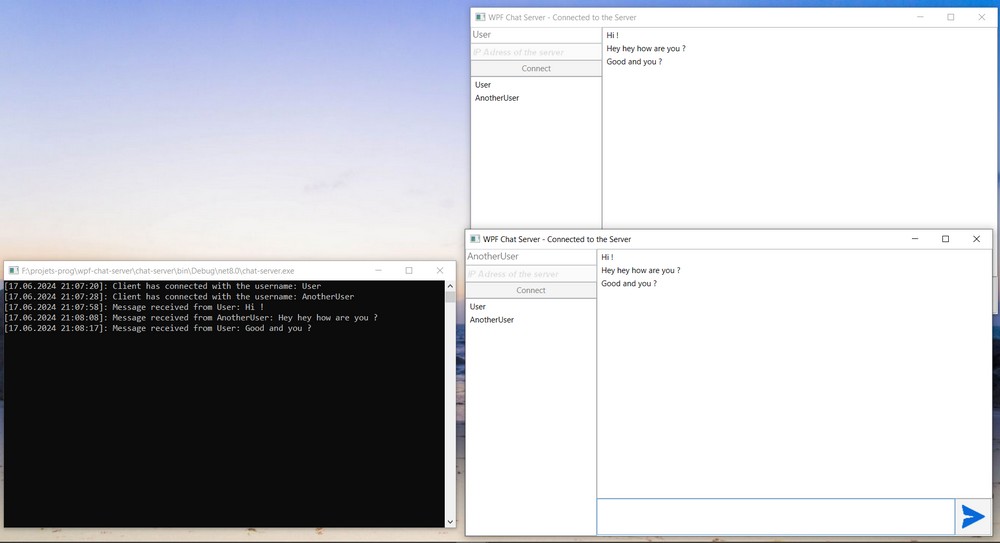 WPF Chat Server - Connected to the Server
User
IP Adress of the server
Connect
User
AnotherUser
Hi !
Hey hey how are you ?
Good and you ?
WPF Chat Server - Connected to the Server
AnotherUser
IP Adress of the server
Connect
User
AnotherUser
Hi !
Hey hey how are you ?
Good and you ?
F:\projets-prog\wpf-chat-server\chat-server\bin\Debug\net8.0\chat-server.exe
[17.06.2024 21:07:20]: Client has connected with the username: User
[17.06.2024 21:07:28]: Client has connected with the username: AnotherUser
[17.06.2024 21:07:58]: Message received from User: Hi !
[17.06.2024 21:08:08]: Message received from AnotherUser: Hey hey how are you ?
[17.06.2024 21:08:17]: Message received from User: Good and you ?